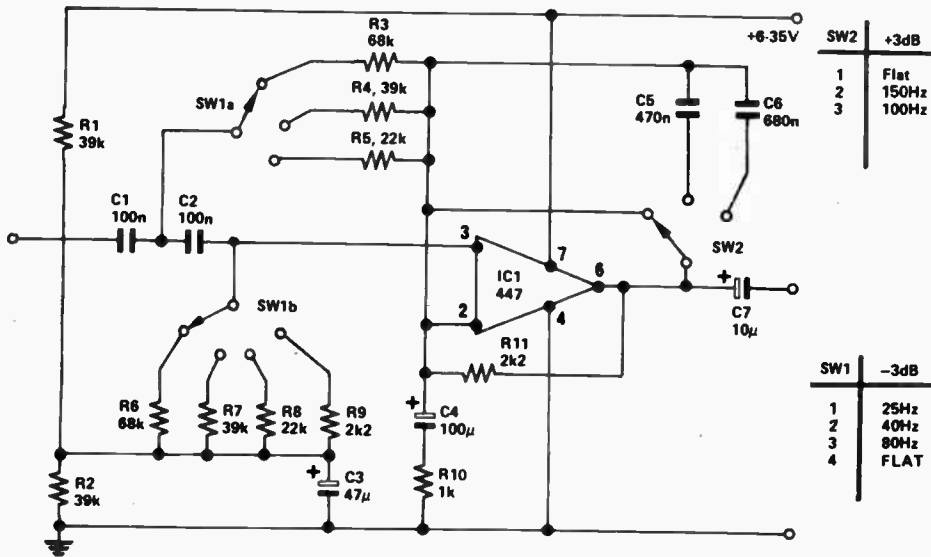 R3
68k
+6·35V
SW2 +3dB
1 Flat
2 150Hz
3 100Hz
SW1a
R4, 39k
C5
470n
C6
680n
R1
39k
R5, 22k
C1
100n
C2
100n
SW2
3
7
IC1
447
6
2
4
SW1b
+
C7
10μ
R11
2k2
SW1 −3dB
1 25Hz
2 40Hz
3 80Hz
4 FLAT
R6
68k
R7
39k
R8
22k
R9
2k2
+
C4
100μ
R2
39k
+
C3
47μ
R10
1k